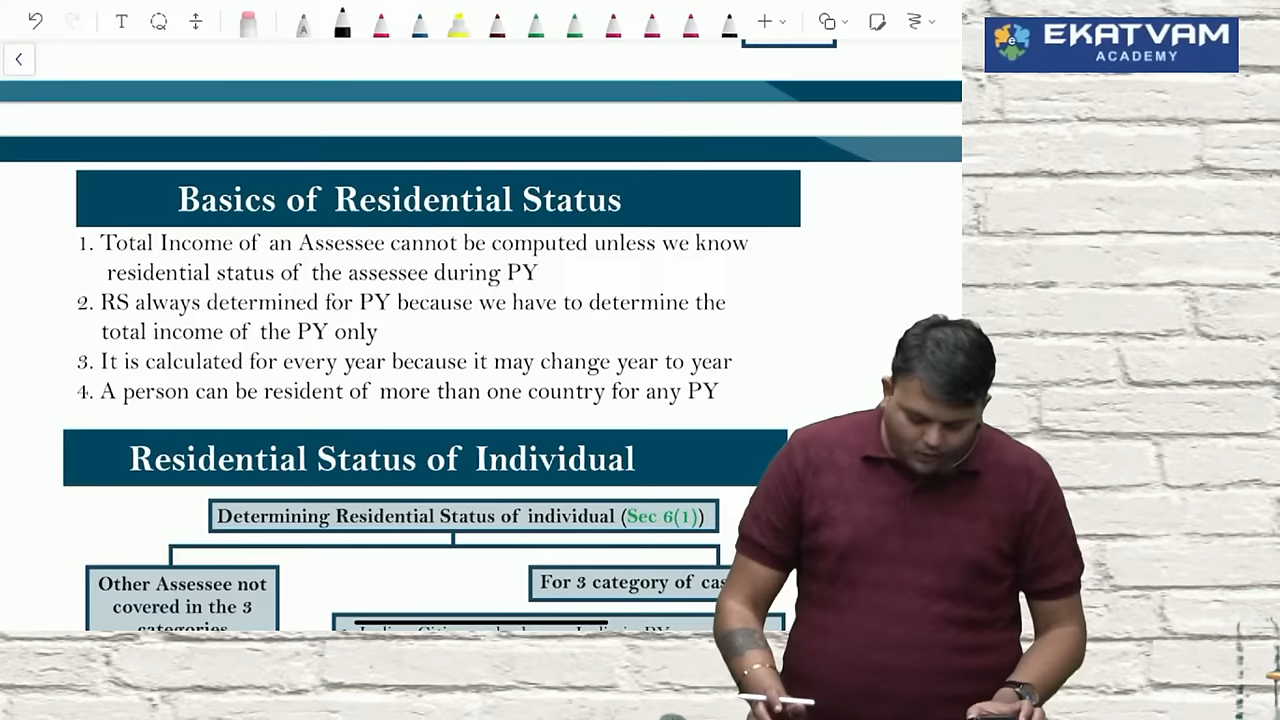 T
A
EKATVAM
ACADEMY
Basics of Residential Status
1. Total Income of an Assessee cannot be computed unless we know
residential status of the assessee during PY
2. RS always determined for PY because we have to determine the
total income of the PY only
3. It is calculated for every year because it may change year to year
4. A person can be resident of more than one country for any PY
Residential Status of Individual
Determining Residential Status of individual (Sec 6(1))
Other Assessee not
covered in the 3
categories
For 3 category of